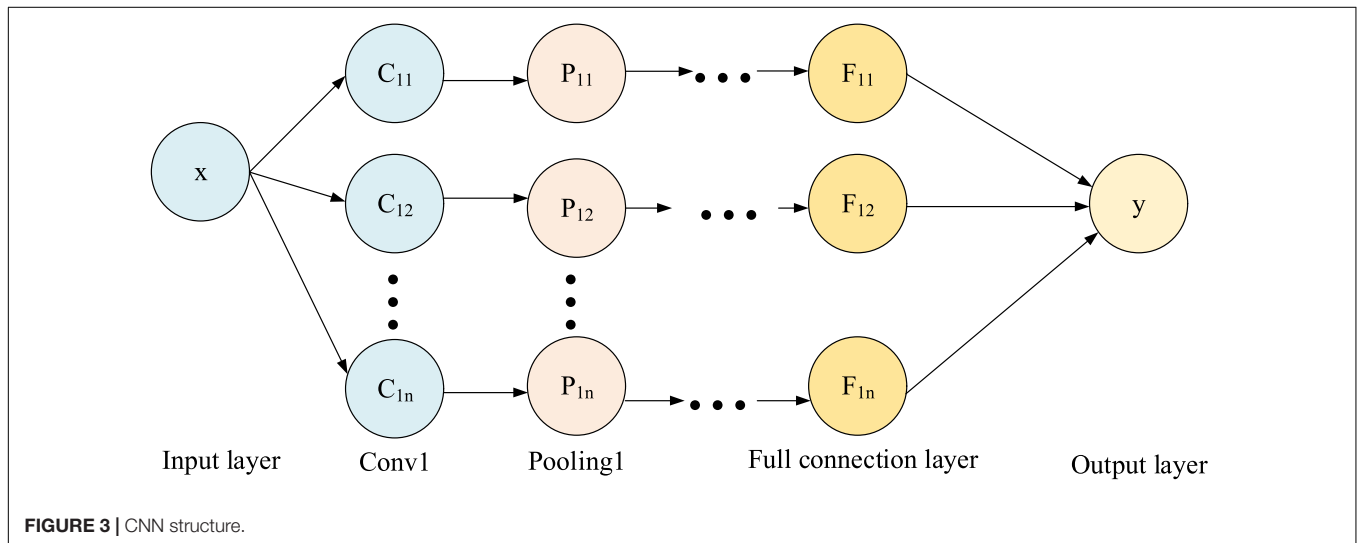 C₁₁ P₁₁ F₁₁
x C₁₂ P₁₂ F₁₂ y
C₁ₙ P₁ₙ F₁ₙ
Input layer Conv1 Pooling1 Full connection layer Output layer
FIGURE 3 | CNN structure.